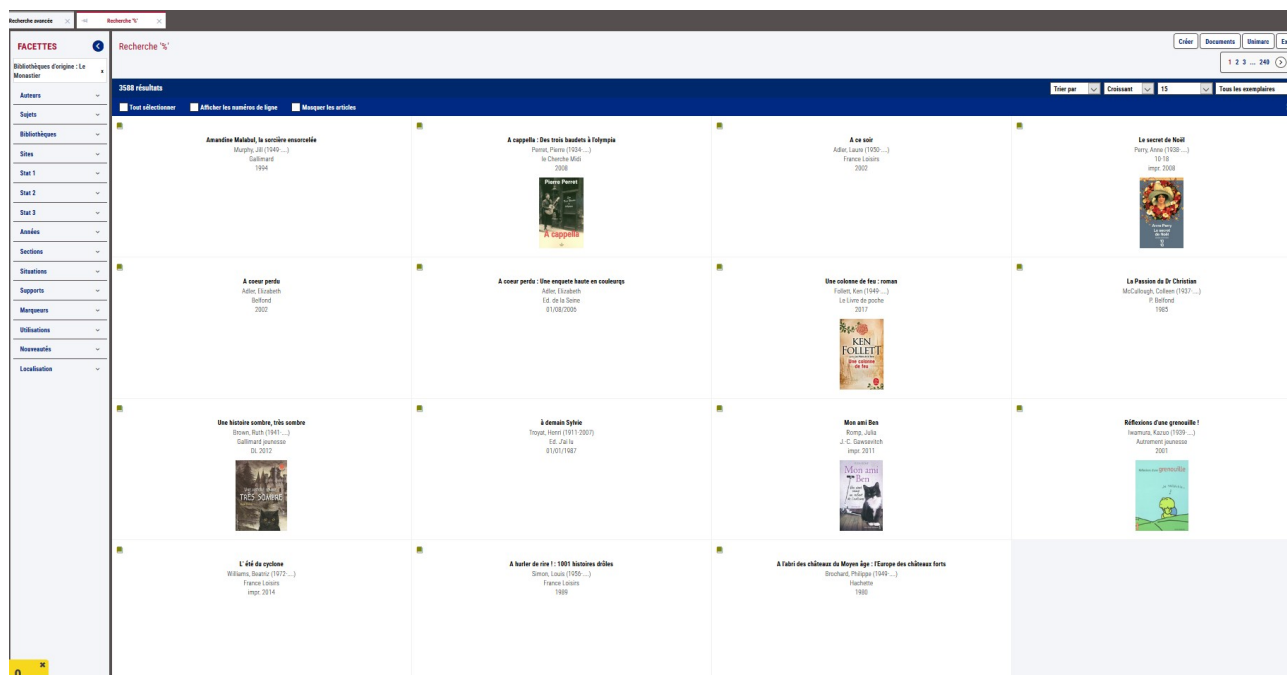 Recherche avancée
Recherche '%'
FACETTES
Bibliothèques d'origine : Le
Monastier
x
Auteurs
Sujets
Bibliothèques
Sites
Stat 1
Stat 2
Stat 3
Années
Sections
Situations
Supports
Marqueurs
Utilisations
Nouveautés
Localisation
Recherche '%'
Créer Documents Unimarc
1 2 3 ... 240
3588 résultats
Trier par Croissant 15 Tous les exemplaires
Tout sélectionner Afficher les numéros de ligne Masquer les articles
Amandine Malabul, la sorcière ensorcelée
Murphy, Jill (1949-...)
Gallimard
1994
A cappella : Des trois baudets à l'olympia
Perret, Pierre (1934-...)
le Cherche Midi
2008
Pierre Perret
A cappella
A ce soir
Adler, Laure (1950-...)
France Loisirs
2002
Le secret de Noël
Perry, Anne (1938-...)
10-18
impr. 2008
Anne Perry
Le secret
de Noël
A coeur perdu
Adler, Elizabeth
Belfond
2002
A coeur perdu : Une enquete haute en couleurqs
Adler, Elizabeth
Ed. de la Seine
01/08/2006
Une colonne de feu : roman
Follett, Ken (1949-...)
Le Livre de poche
2017
KEN
FOLLETT
Une colonne
de feu
La Passion du Dr Christian
McCullough, Colleen (1937-...)
P. Belfond
1985
Une histoire sombre, très sombre
Brown, Ruth (1941-...)
Gallimard jeunesse
DL 2012
TRÈS SOMBRE
à demain Sylvie
Troyat, Henri (1911-2007)
Ed. J'ai lu
01/01/1987
Mon ami Ben
Romp, Julia
J.-C. Gawsevitch
impr. 2011
Mon ami
Ben
Réflexions d'une grenouille !
Iwamura, Kazuo (1939-...)
Autrement jeunesse
2001
Réflexions d'une grenouille
L' été du cyclone
Williams, Beatriz (1972-...)
France Loisirs
impr. 2014
A hurler de rire ! : 1001 histoires drôles
Simon, Louis (1956-...)
France Loisirs
1989
A l'abri des châteaux du Moyen âge : l'Europe des châteaux forts
Brochard, Philippe (1949-...)
Hachette
1980